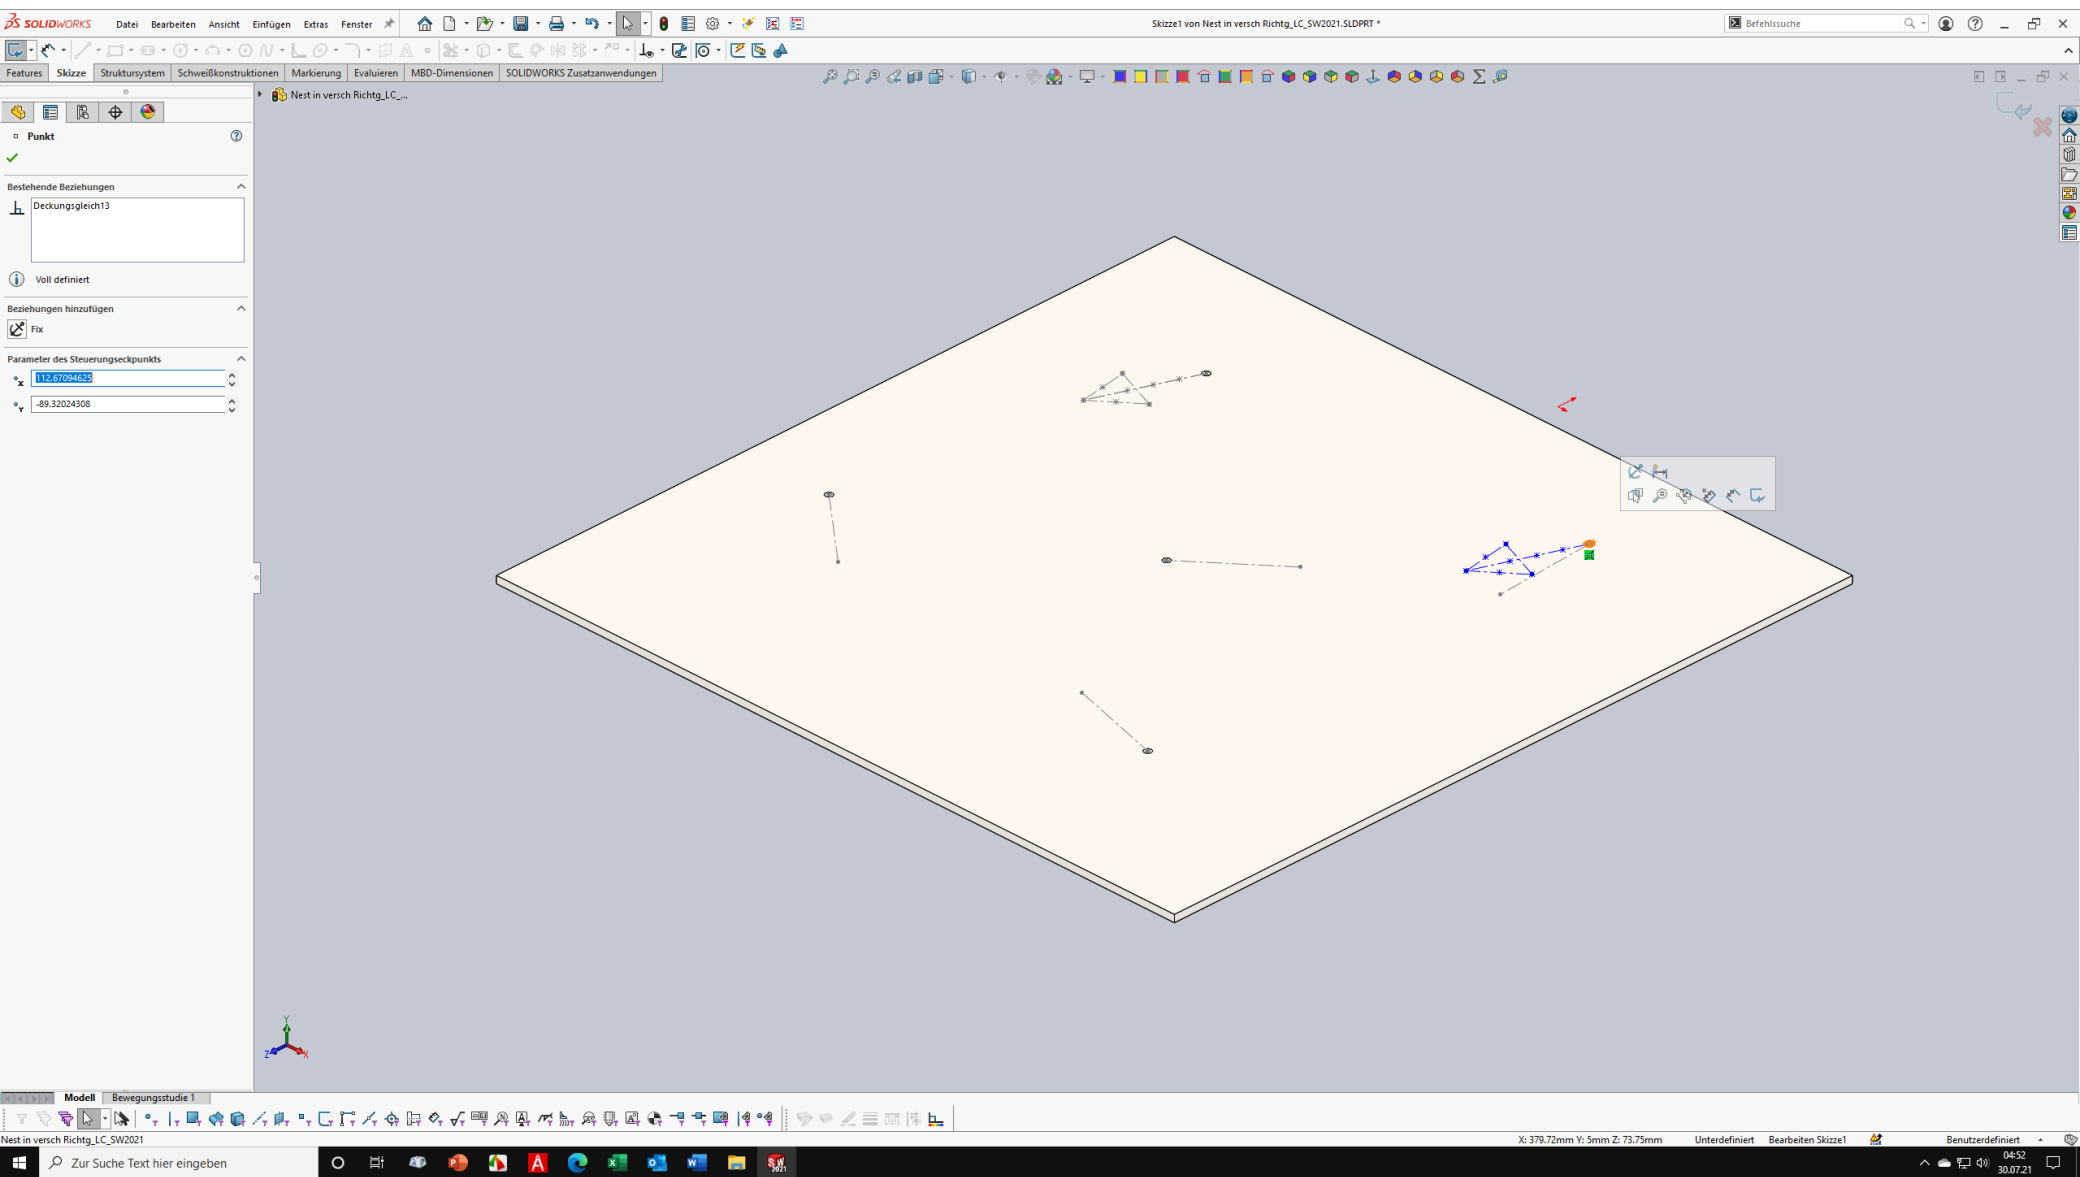 SOLIDWORKS Datei Bearbeiten Ansicht Einfügen Extras Fenster Skizze1 von Nest in versch Richtg_LC_SW2021.SLDPRT * Befehlssuche
Features Skizze Struktursystem Schweißkonstruktionen Markierung Evaluieren MBD-Dimensionen SOLIDWORKS Zusatzanwendungen
Nest in versch Richtg_LC_...
Punkt
Bestehende Beziehungen
Deckungsgleich13
Voll definiert
Beziehungen hinzufügen
Fix
Parameter des Steuerungseckpunkts
112.67094625
-89.32024308
Y
Z X
Modell Bewegungsstudie 1
Nest in versch Richtg_LC_SW2021 X: 379.72mm Y: 5mm Z: 73.75mm Unterdefiniert Bearbeiten Skizze1 Benutzerdefiniert
Zur Suche Text hier eingeben
04:52
30.07.21